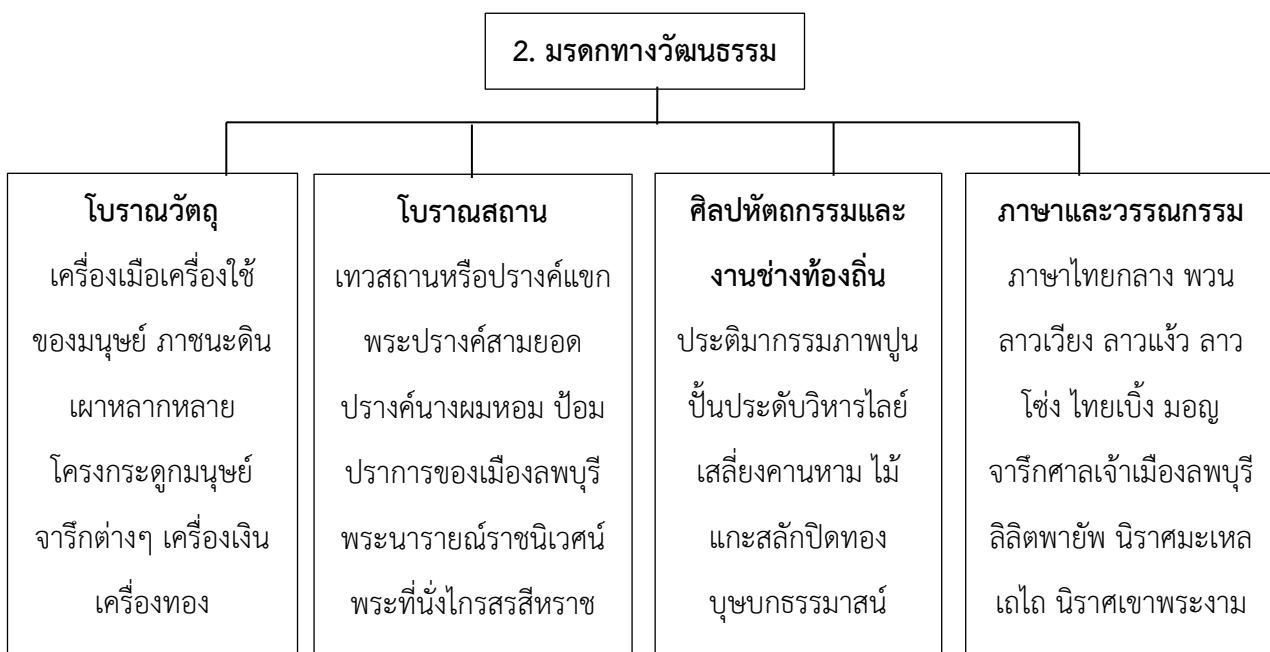 2. มรดกทางวัฒนธรรม
โบราณวัตถุ
เครื่องเมือเครื่องใช้
ของมนุษย์ ภาชนะดิน
เผาหลากหลาย
โครงกระดูกมนุษย์
จารึกต่างๆ เครื่องเงิน
เครื่องทอง
โบราณสถาน
เทวสถานหรือปรางค์แขก
พระปรางค์สามยอด
ปรางค์นางผมหอม ป้อม
ปราการของเมืองลพบุรี
พระนารายณ์ราชนิเวศน์
พระที่นั่งไกรสรสีหราช
ศิลปหัตถกรรมและ
งานช่างท้องถิ่น
ประติมากรรมภาพปูน
ปั้นประดับวิหารไลย์
เสลี่ยงคานหาม ไม้
แกะสลักปิดทอง
บุษบกธรรมาสน์
ภาษาและวรรณกรรม
ภาษาไทยกลาง พวน
ลาวเวียง ลาวแง้ว ลาว
โซ่ง ไทยเบิ้ง มอญ
จารึกศาลเจ้าเมืองลพบุรี
ลิลิตพายัพ นิราศมะเหล
เถไถ นิราศเขาพระงาม